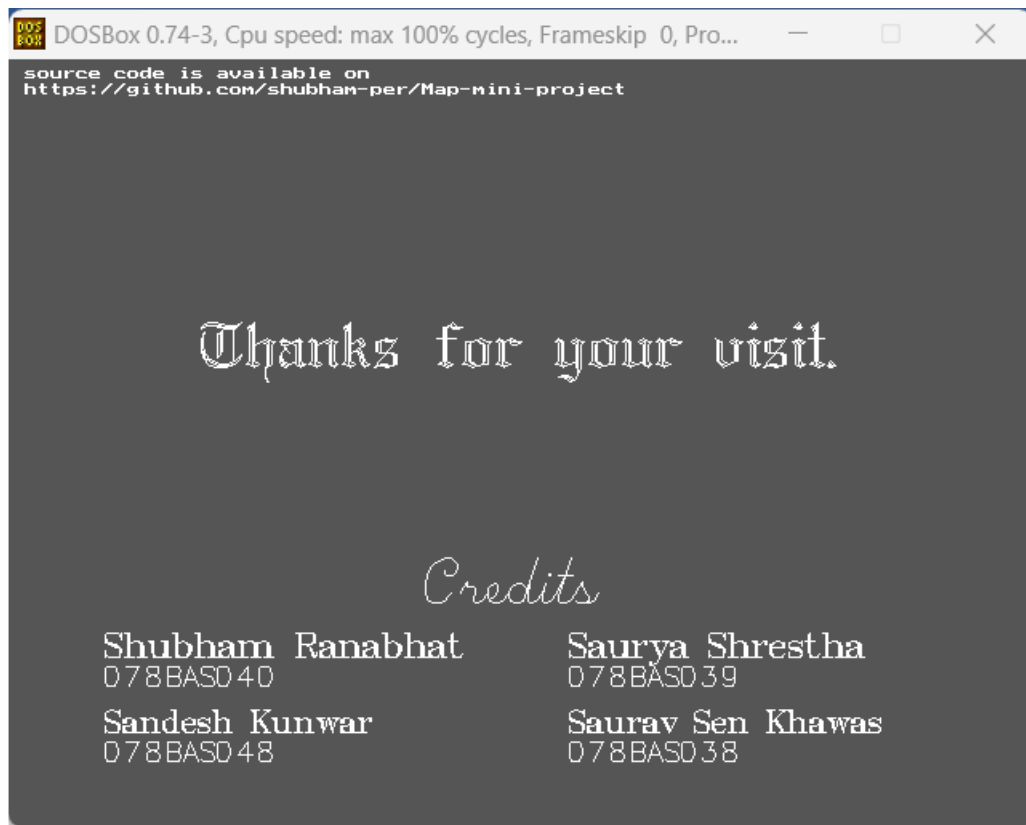 DOSBox 0.74-3, Cpu speed: max 100% cycles, Frameskip 0, Pro...
source code is available on
https://github.com/shubham-per/Map-mini-project
Thanks for your visit.
Credits
Shubham Ranabhat
078BAS040
Saurya Shrestha
078BAS039
Sandesh Kunwar
078BAS048
Saurav Sen Khawas
078BAS038